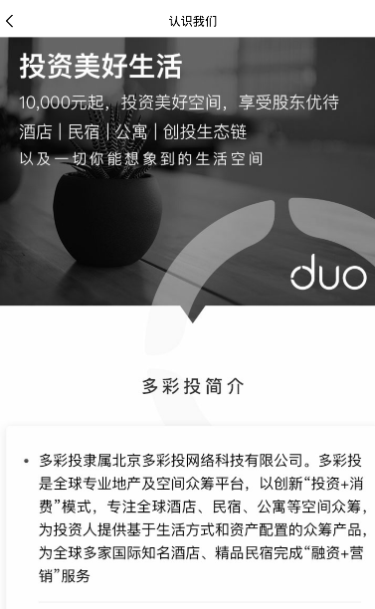 认识我们
投资美好生活
10,000元起，投资美好空间，享受股东优待
酒店 | 民宿 | 公寓 | 创投生态链
以及一切你能想象到的生活空间
duo
多彩投简介
• 多彩投隶属北京多彩投网络科技有限公司。多彩投
是全球专业地产及空间众筹平台，以创新“投资+消
费”模式，专注全球酒店、民宿、公寓等空间众筹，
为投资人提供基于生活方式和资产配置的众筹产品，
为全球多家国际知名酒店、精品民宿完成“融资+营
销”服务